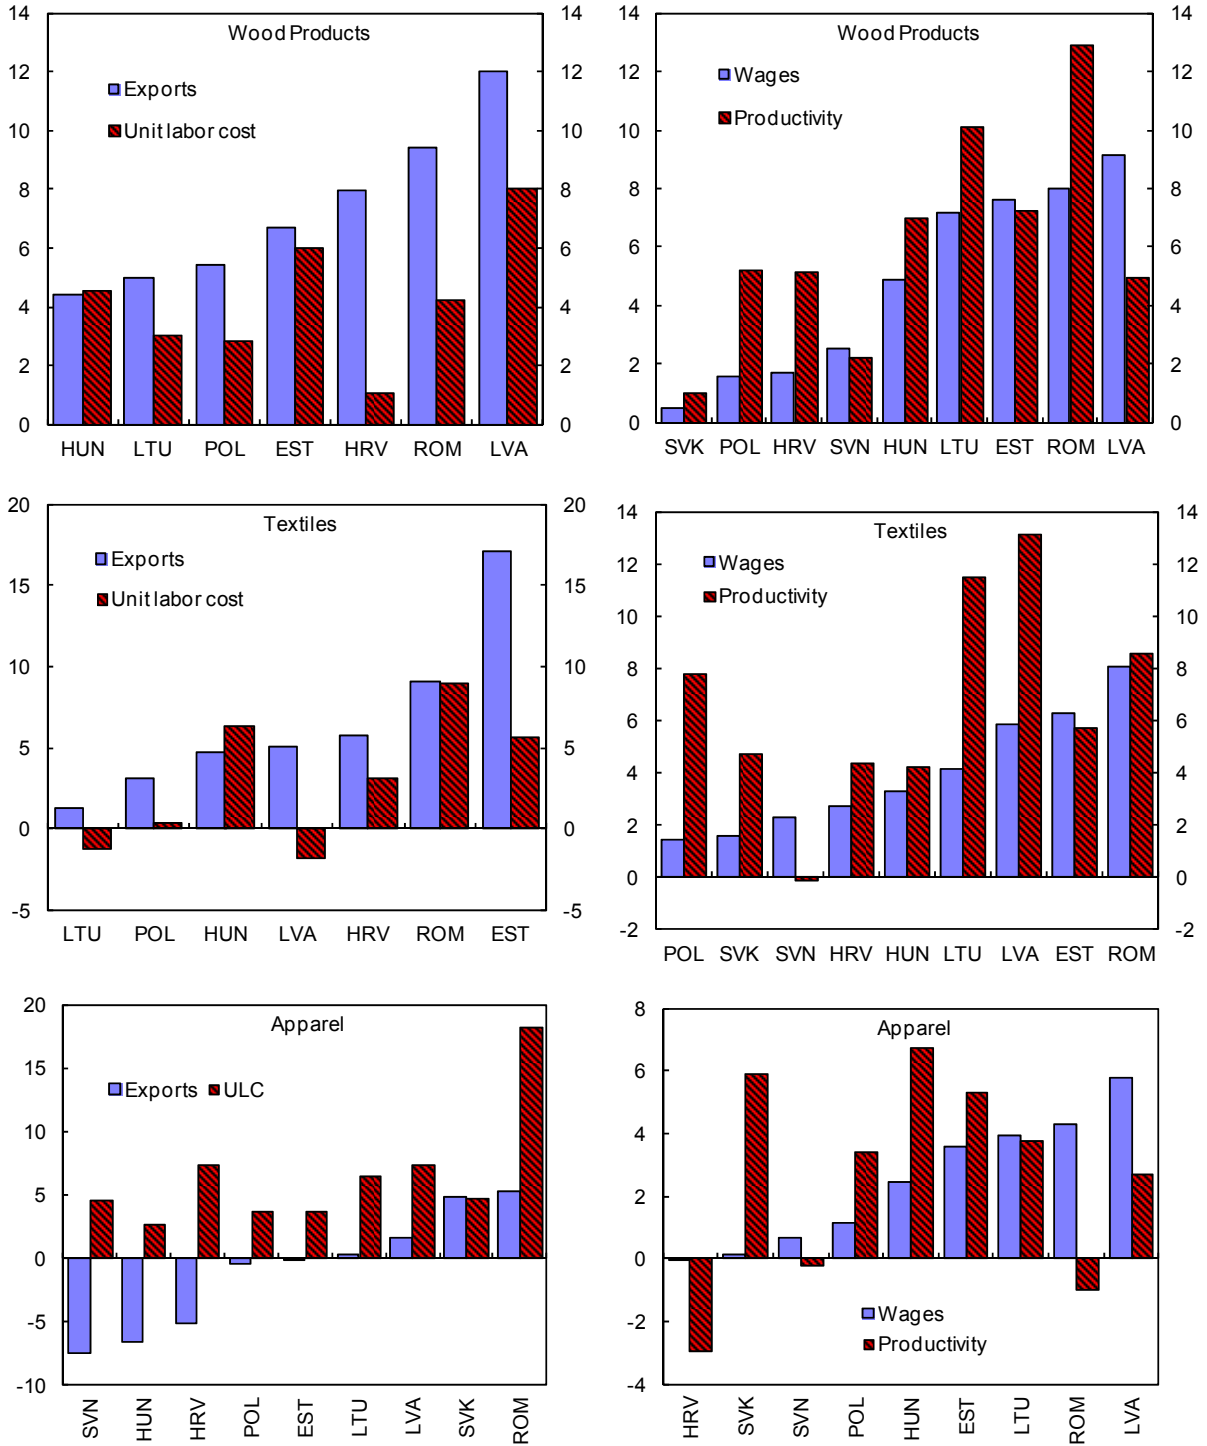 Wood Products
Exports
Unit labor cost
14 14
12 12
10 10
8 8
6 6
4 4
2 2
0 0
HUN LTU POL EST HRV ROM LVA
Wood Products
Wages
Productivity
14 14
12 12
10 10
8 8
6 6
4 4
2 2
0 0
SVK POL HRV SVN HUN LTU EST ROM LVA
Textiles
Exports
Unit labor cost
20 20
15 15
10 10
5 5
0 0
-5 -5
LTU POL HUN LVA HRV ROM EST
Textiles
Wages
Productivity
14 14
12 12
10 10
8 8
6 6
4 4
2 2
0 0
-2 -2
POL SVK SVN HRV HUN LTU LVA EST ROM
Apparel
Exports ULC
20
15
10
5
0
-5
-10
SVN HUN HRV POL EST LTU LVA SVK ROM
Apparel
8
6
4
2
0
-2
-4
Wages
Productivity
HRV SVK SVN POL HUN EST LTU ROM LVA